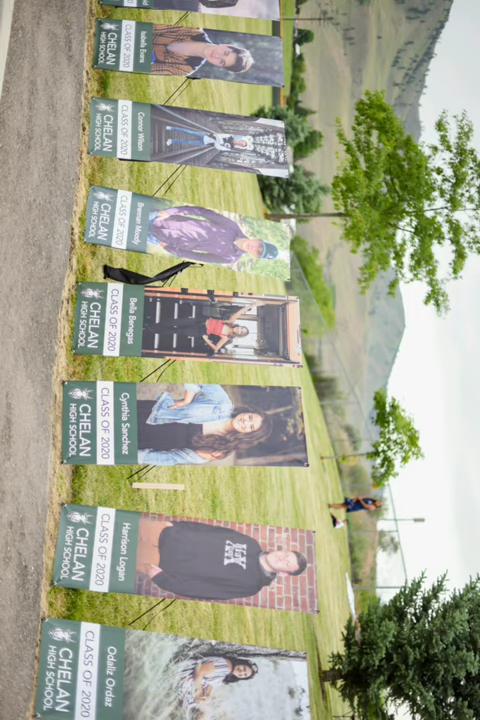 Isabella Evans
CLASS OF 2020
CHELAN
HIGH SCHOOL
Connor Wilson
CLASS OF 2020
CHELAN
HIGH SCHOOL
Brennan Moody
CLASS OF 2020
CHELAN
HIGH SCHOOL
Bella Benegas
CLASS OF 2020
CHELAN
HIGH SCHOOL
Cynthia Sanchez
CLASS OF 2020
CHELAN
HIGH SCHOOL
Harrison Logan
CLASS OF 2020
CHELAN
HIGH SCHOOL
Odaliz Ordaz
CLASS OF 2020
CHELAN
HIGH SCHOOL